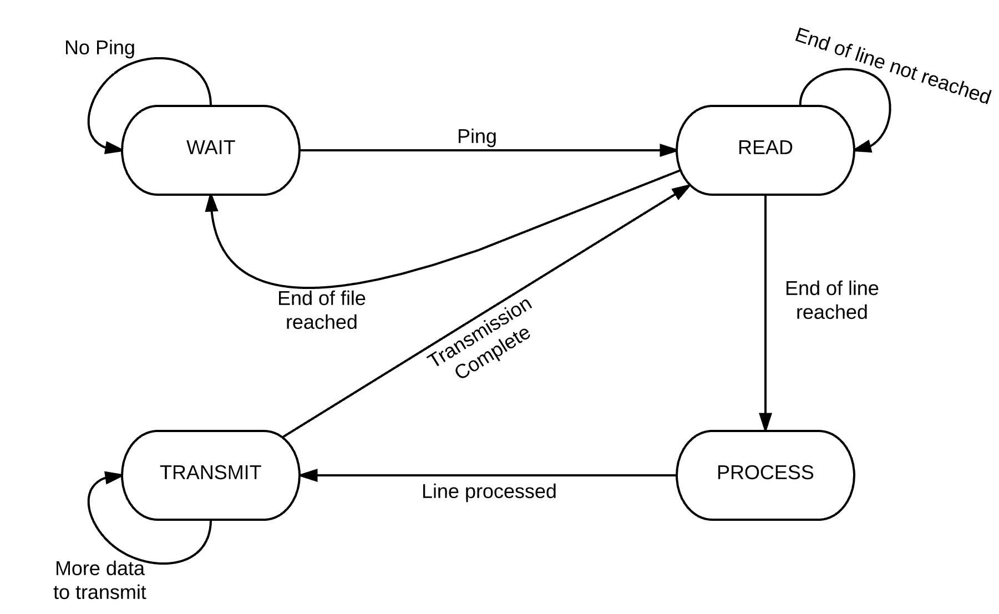 No Ping
End of line not reached
WAIT
Ping
READ
End of file
reached
Transmission
Complete
End of line
reached
TRANSMIT
Line processed
PROCESS
More data
to transmit